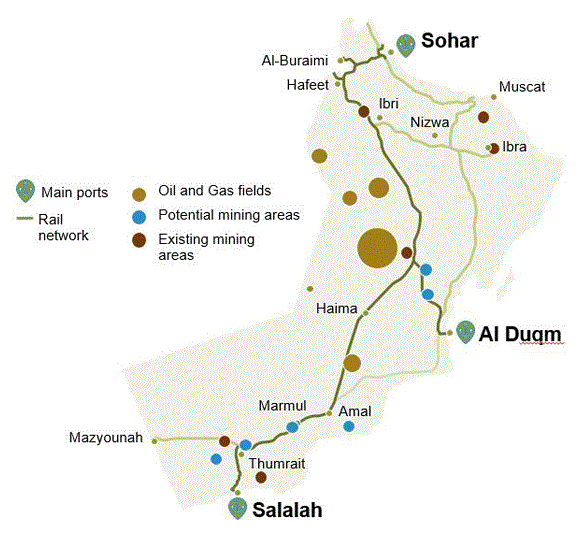 Sohar
Al-Buraimi
Hafeet
Muscat
Ibri
Nizwa
Ibra
Main ports
Rail
network
Oil and Gas fields
Potential mining areas
Existing mining
areas
Haima
Al Duqm
Marmul
Amal
Mazyounah
Thumrait
Salalah